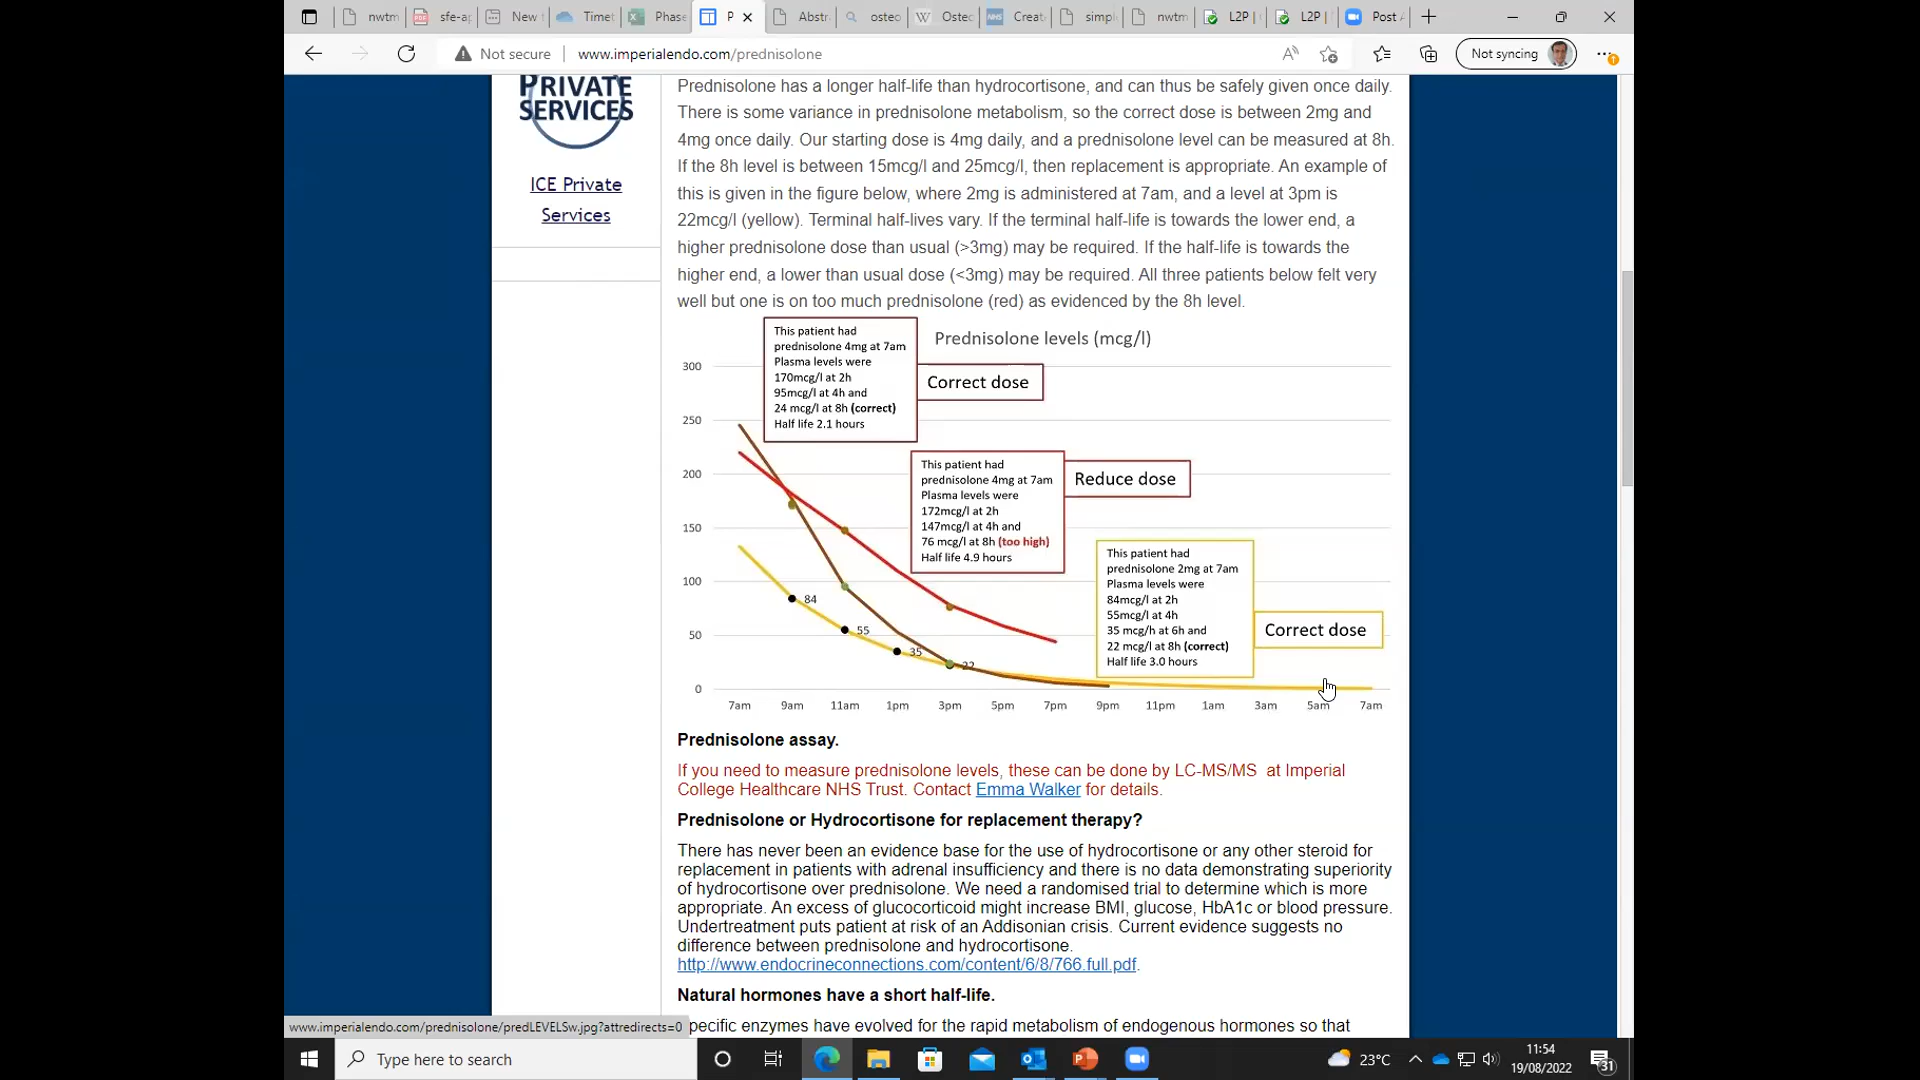 nwtm
sfe-ap
New t
Timet
Phase
P
Abstr
ostec
Ostec
Creat
simpl
nwtm
L2P |
L2P |
Post A
Not secure
www.imperialendo.com/prednisolone
Not syncing
PRIVATE
SERVICES
ICE Private
Services
Prednisolone has a longer half-life than hydrocortisone, and can thus be safely given once daily.
There is some variance in prednisolone metabolism, so the correct dose is between 2mg and
4mg once daily. Our starting dose is 4mg daily, and a prednisolone level can be measured at 8h.
If the 8h level is between 15mcg/l and 25mcg/l, then replacement is appropriate. An example of
this is given in the figure below, where 2mg is administered at 7am, and a level at 3pm is
22mcg/l (yellow). Terminal half-lives vary. If the terminal half-life is towards the lower end, a
higher prednisolone dose than usual (>3mg) may be required. If the half-life is towards the
higher end, a lower than usual dose (<3mg) may be required. All three patients below felt very
well but one is on too much prednisolone (red) as evidenced by the 8h level.
Prednisolone levels (mcg/l)
This patient had
prednisolone 4mg at 7am
Plasma levels were
170mcg/l at 2h
95mcg/l at 4h and
24 mcg/l at 8h (correct)
Half life 2.1 hours
Correct dose
This patient had
prednisolone 4mg at 7am
Plasma levels were
172mcg/l at 2h
147mcg/l at 4h and
76 mcg/l at 8h (too high)
Half life 4.9 hours
Reduce dose
This patient had
prednisolone 2mg at 7am
Plasma levels were
84mcg/l at 2h
55mcg/l at 4h
35 mcg/h at 6h and
22 mcg/l at 8h (correct)
Half life 3.0 hours
Correct dose
300
250
200
150
100
50
0
84
55
35
22
7am 9am 11am 1pm 3pm 5pm 7pm 9pm 11pm 1am 3am 5am 7am
Prednisolone assay.
If you need to measure prednisolone levels, these can be done by LC-MS/MS at Imperial
College Healthcare NHS Trust. Contact Emma Walker for details.
Prednisolone or Hydrocortisone for replacement therapy?
There has never been an evidence base for the use of hydrocortisone or any other steroid for
replacement in patients with adrenal insufficiency and there is no data demonstrating superiority
of hydrocortisone over prednisolone. We need a randomised trial to determine which is more
appropriate. An excess of glucocorticoid might increase BMI, glucose, HbA1c or blood pressure.
Undertreatment puts patient at risk of an Addisonian crisis. Current evidence suggests no
difference between prednisolone and hydrocortisone.
http://www.endocrineconnections.com/content/6/8/766.full.pdf.
Natural hormones have a short half-life.
pecific enzymes have evolved for the rapid metabolism of endogenous hormones so that
www.imperialendo.com/prednisolone/predLEVELSw.jpg?attredirects=0
Type here to search
23°C
11:54
19/08/2022
31